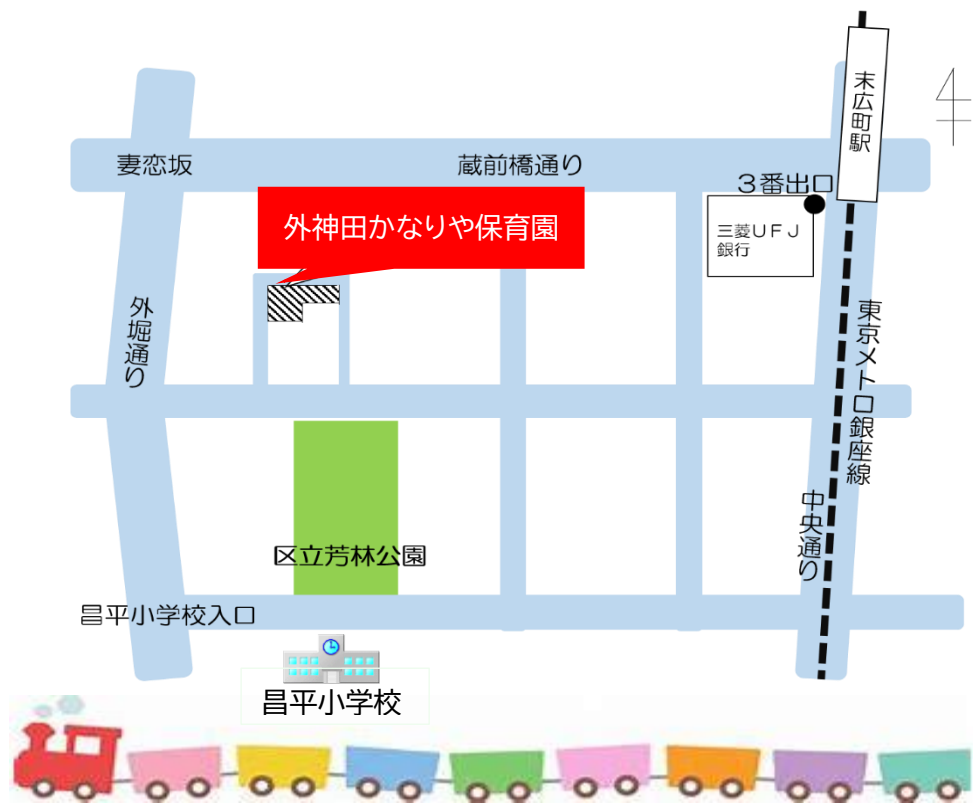 末広町駅
妻恋坂
蔵前橋通り
3番出口
外神田かなりや保育園
三菱UFJ
銀行
外堀通り
東京メトロ銀座線
中央通り
区立芳林公園
昌平小学校入口
昌平小学校